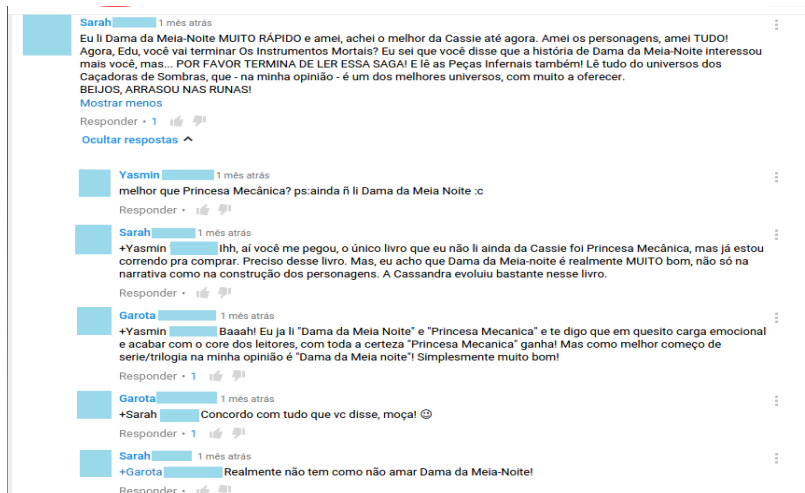 Sarah 1 mês atrás
Eu li Dama da Meia-Noite MUITO RÁPIDO e amei, achei o melhor da Cassie até agora. Amei os personagens, amei TUDO!
Agora, Edu, você vai terminar Os Instrumentos Mortais? Eu sei que você disse que a história de Dama da Meia-Noite interessou
mais você, mas... POR FAVOR TERMINA DE LER ESSA SAGA! E lê as Peças Infernais também! Lê tudo do universos dos
Caçadoras de Sombras, que - na minha opinião - é um dos melhores universos, com muito a oferecer.
BEIJOS, ARRASOU NAS RUNAS!
Mostrar menos
Responder • 1
Ocultar respostas
Yasmin 1 mês atrás
melhor que Princesa Mecânica? ps:ainda ñ li Dama da Meia Noite :c
Responder •
Sarah 1 mês atrás
+Yasmin Ihh, aí você me pegou, o único livro que eu não li ainda da Cassie foi Princesa Mecânica, mas já estou
correndo pra comprar. Preciso desse livro. Mas, eu acho que Dama da Meia-noite é realmente MUITO bom, não só na
narrativa como na construção dos personagens. A Cassandra evoluiu bastante nesse livro.
Responder •
Garota 1 mês atrás
+Yasmin Baaah! Eu ja li "Dama da Meia Noite" e "Princesa Mecanica" e te digo que em quesito carga emocional
e acabar com o core dos leitores, com toda a certeza "Princesa Mecanica" ganha! Mas como melhor começo de
serie/trilogia na minha opinião é "Dama da Meia noite"! Simplesmente muito bom!
Responder • 1
Garota 1 mês atrás
+Sarah Concordo com tudo que vc disse, moça! 😉
Responder • 1
Sarah 1 mês atrás
+Garota Realmente não tem como não amar Dama da Meia-Noite!
Responder •